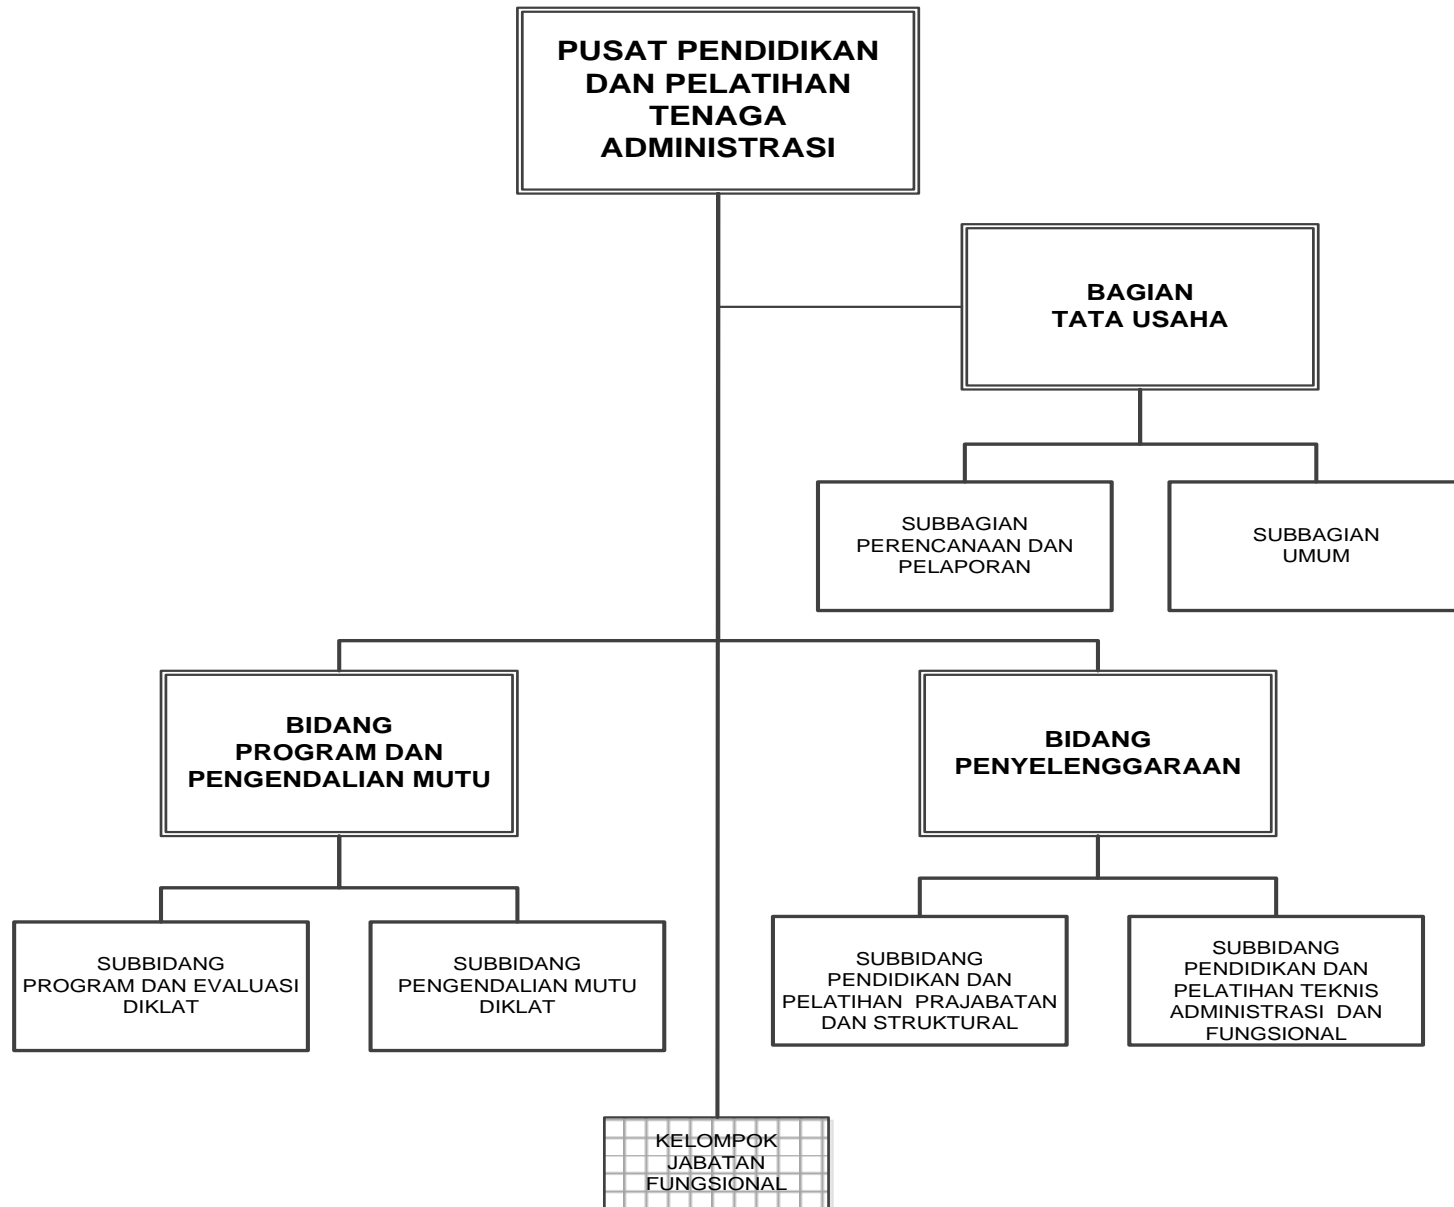 PUSAT PENDIDIKAN
DAN PELATIHAN
TENAGA
ADMINISTRASI
BAGIAN
TATA USAHA
SUBBAGIAN
PERENCANAAN DAN
PELAPORAN
SUBBAGIAN
UMUM
BIDANG
PROGRAM DAN
PENGENDALIAN MUTU
BIDANG
PENYELENGGARAAN
SUBBIDANG
PROGRAM DAN EVALUASI
DIKLAT
SUBBIDANG
PENGENDALIAN MUTU
DIKLAT
SUBBIDANG
PENDIDIKAN DAN
PELATIHAN PRAJABATAN
DAN STRUKTURAL
SUBBIDANG
PENDIDIKAN DAN
PELATIHAN TEKNIS
ADMINISTRASI DAN
FUNGSIONAL
KELOMPOK
JABATAN
FUNGSIONAL